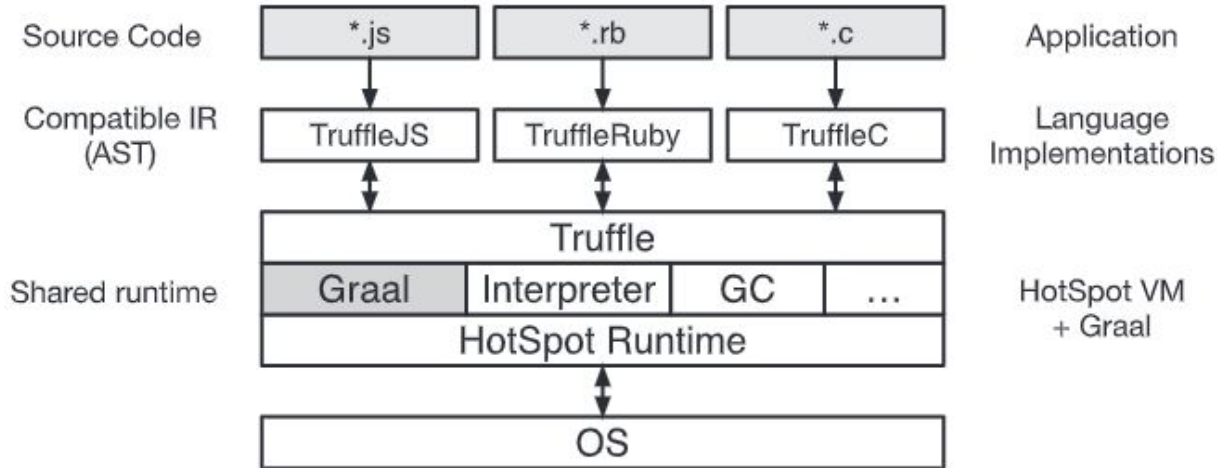 Source Code
*.js
*.rb
*.c
Application
Compatible IR
(AST)
TruffleJS
TruffleRuby
TruffleC
Language
Implementations
Truffle
Shared runtime
Graal
Interpreter
GC
...
HotSpot VM
+ Graal
HotSpot Runtime
OS